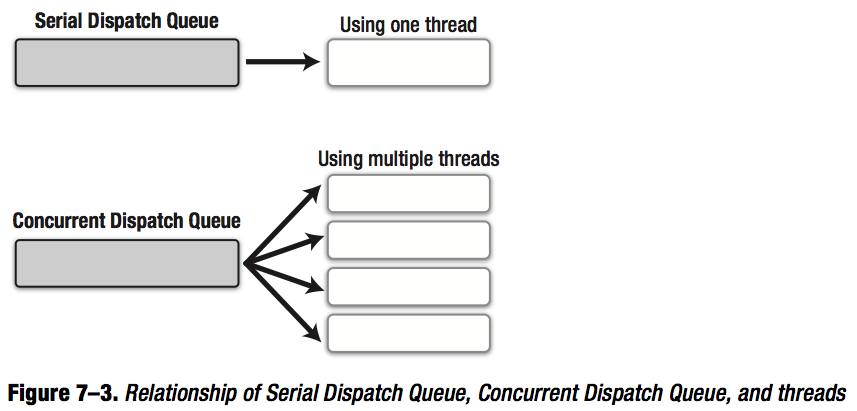 Serial Dispatch Queue
Using one thread
Using multiple threads
Concurrent Dispatch Queue
Figure 7–3. Relationship of Serial Dispatch Queue, Concurrent Dispatch Queue, and threads